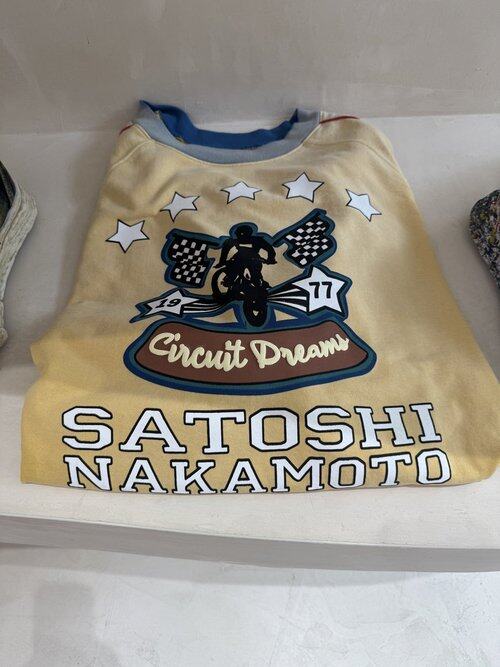 19 77
Circuit Dreams
SATOSHI
NAKAMOTO